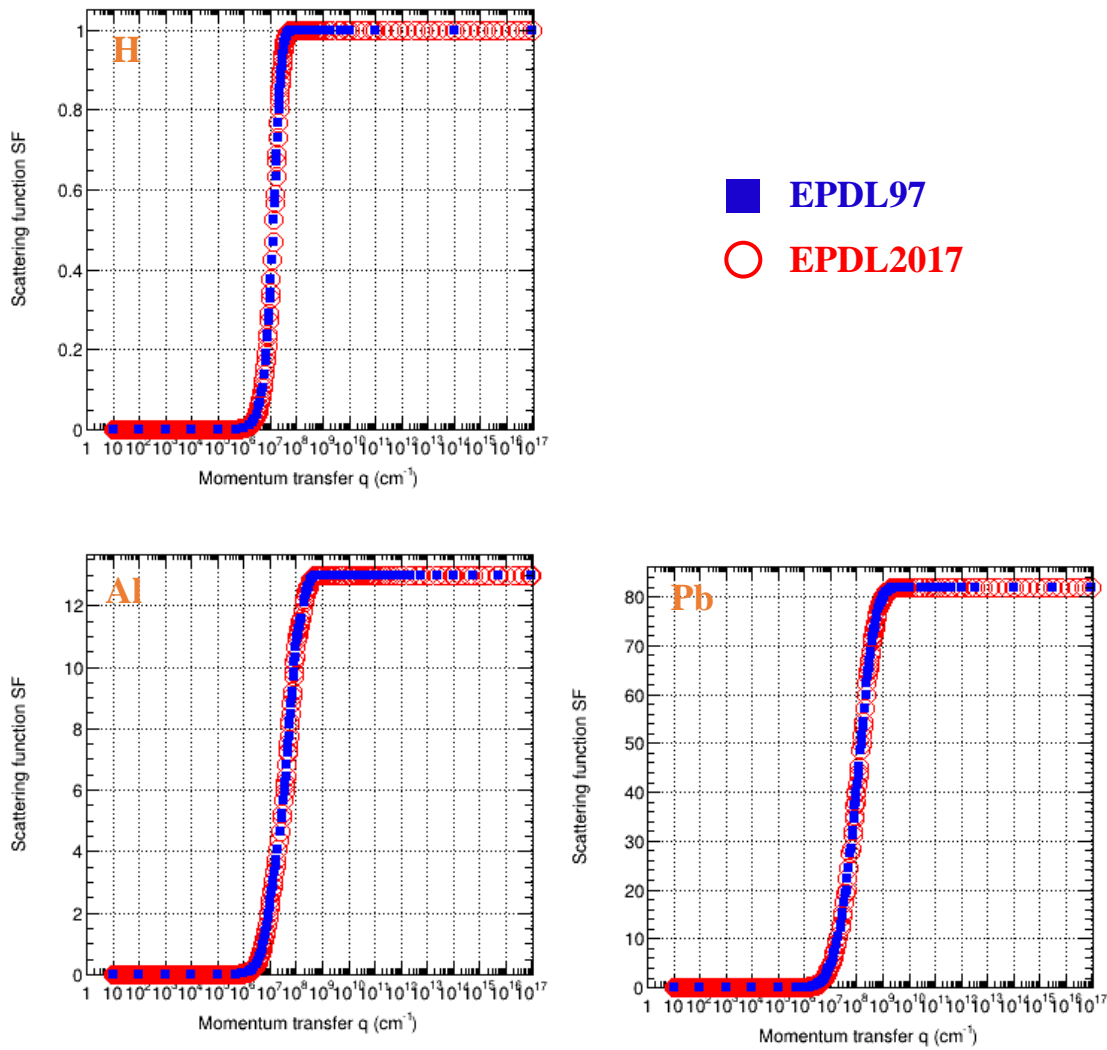 H
Scattering function SF
1
0.8
0.6
0.4
0.2
0
1 10 10² 10³ 10⁴ 10⁵ 10⁶ 10⁷ 10⁸ 10⁹ 10¹⁰ 10¹¹ 10¹² 10¹³ 10¹⁴ 10¹⁵ 10¹⁶ 10¹⁷
Momentum transfer q (cm⁻¹)
EPDL97
EPDL2017
Al
Scattering function SF
12
10
8
6
4
2
0
1 10 10² 10³ 10⁴ 10⁵ 10⁶ 10⁷ 10⁸ 10⁹ 10¹⁰ 10¹¹ 10¹² 10¹³ 10¹⁴ 10¹⁵ 10¹⁶ 10¹⁷
Momentum transfer q (cm⁻¹)
Pb
Scattering function SF
80
70
60
50
40
30
20
10
0
1 10 10² 10³ 10⁴ 10⁵ 10⁶ 10⁷ 10⁸ 10⁹ 10¹⁰ 10¹¹ 10¹² 10¹³ 10¹⁴ 10¹⁵ 10¹⁶ 10¹⁷
Momentum transfer q (cm⁻¹)